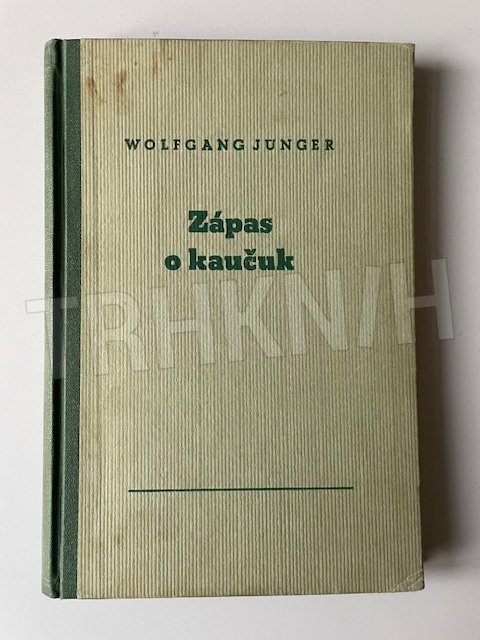 WOLFGANG JUNGER
Zápas
o kaučuk
TRHKNIH